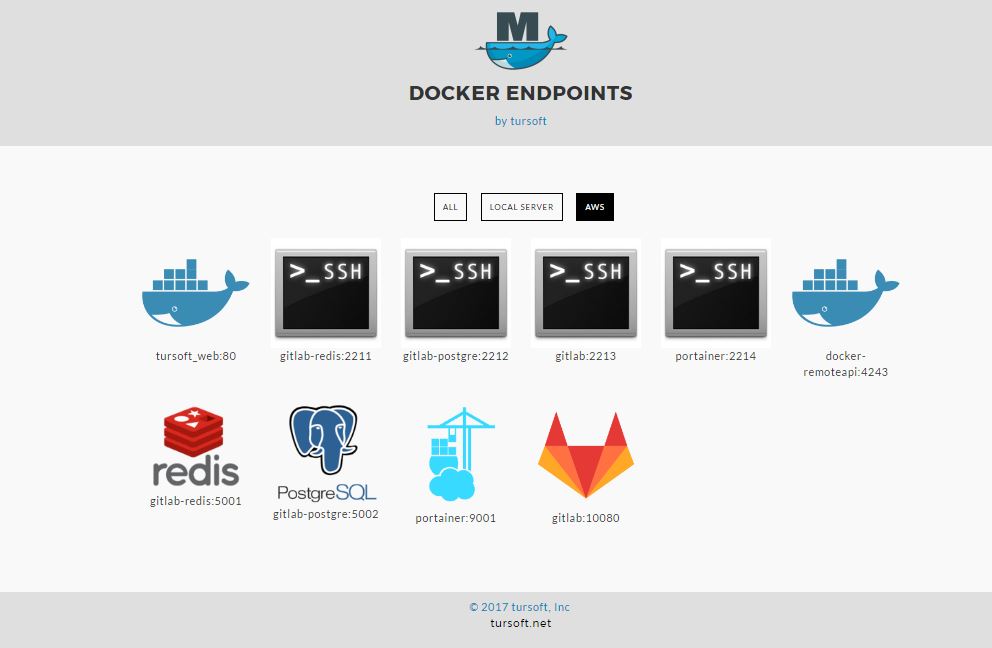 M
DOCKER ENDPOINTS
by tursoft
ALL
LOCAL SERVER
AWS
>_SSH
>_SSH
>_SSH
>_SSH
tursoft_web:80
gitlab-redis:2211
gitlab-postgre:2212
gitlab:2213
portainer:2214
docker-
remoteapi:4243
redis
gitlab-redis:5001
PostgreSQL
gitlab-postgre:5002
portainer:9001
gitlab:10080
© 2017 tursoft, Inc
tursoft.net